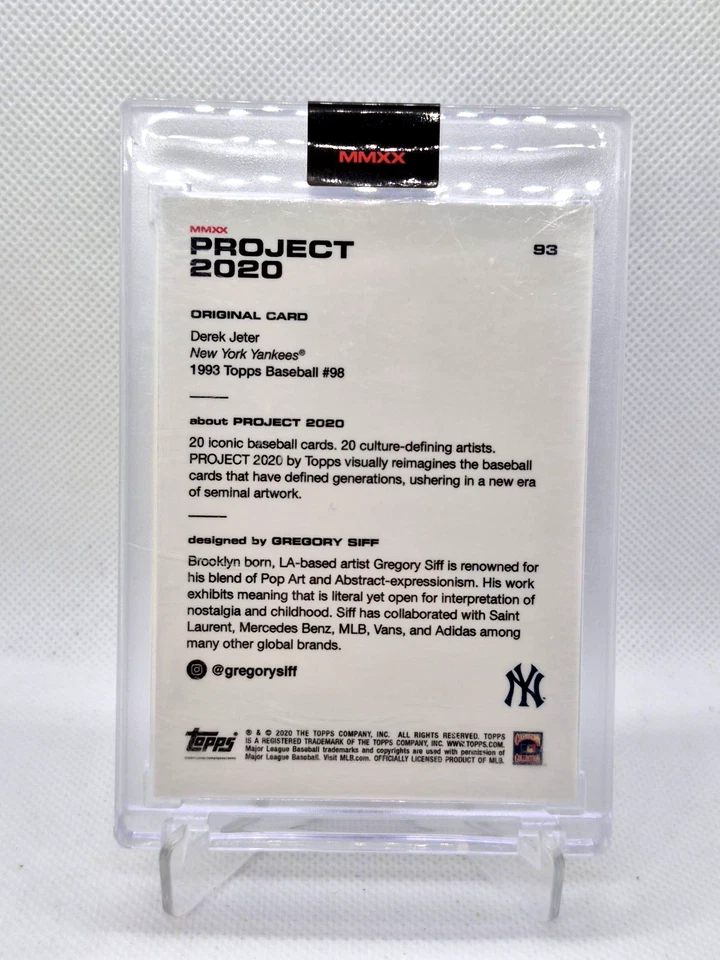 MMXX
MMXX
PROJECT
2020
93
ORIGINAL CARD
Derek Jeter
New York Yankees®
1993 Topps Baseball #98
about PROJECT 2020
20 iconic baseball cards. 20 culture-defining artists.
PROJECT 2020 by Topps visually reimagines the baseball
cards that have defined generations, ushering in a new era
of seminal artwork.
designed by GREGORY SIFF
Brooklyn born, LA-based artist Gregory Siff is renowned for
his blend of Pop Art and Abstract-expressionism. His work
exhibits meaning that is literal yet open for interpretation of
nostalgia and childhood. Siff has collaborated with Saint
Laurent, Mercedes Benz, MLB, Vans, and Adidas among
many other global brands.
@gregorysiff
NY
topps
® & © 2020 THE TOPPS COMPANY, INC. ALL RIGHTS RESERVED. TOPPS
IS A REGISTERED TRADEMARK OF THE TOPPS COMPANY, INC. WWW.TOPPS.COM.
Major League Baseball trademarks and copyrights are used with permission of
Major League Baseball. Visit MLB.com. OFFICIALLY LICENSED PRODUCT OF MLB.